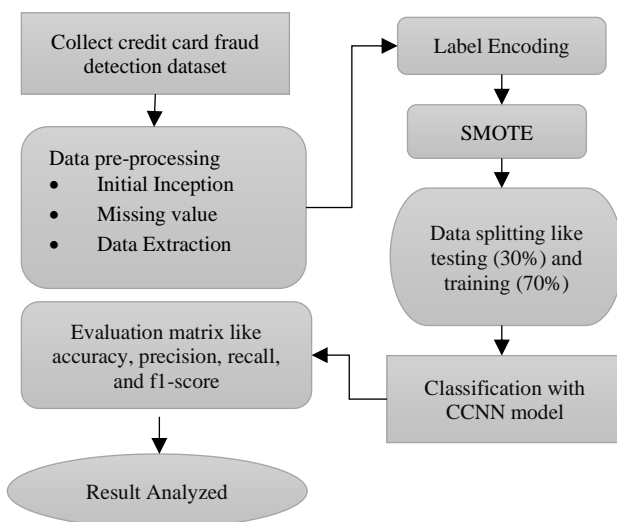 Collect credit card fraud
detection dataset
Data pre-processing
• Initial Inception
• Missing value
• Data Extraction
Label Encoding
SMOTE
Data splitting like
testing (30%) and
training (70%)
Classification with
CCNN model
Evaluation matrix like
accuracy, precision, recall,
and f1-score
Result Analyzed